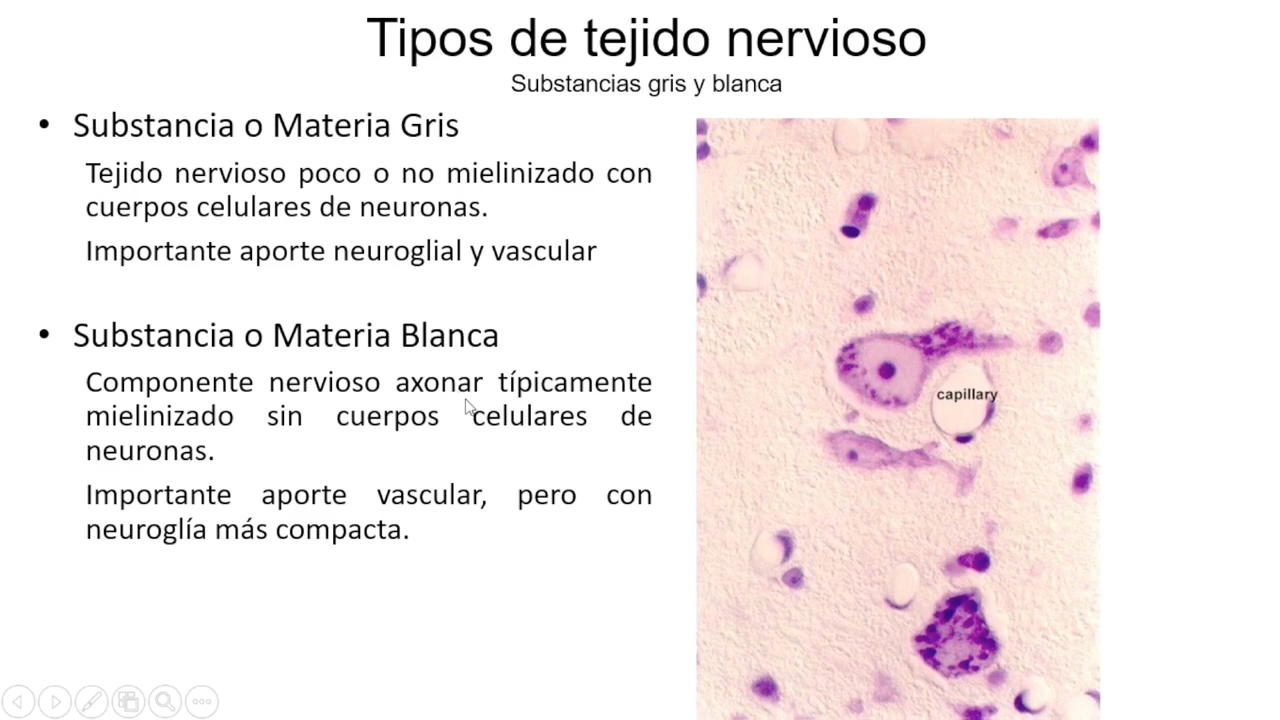 Tipos de tejido nervioso
Substancias gris y blanca
• Substancia o Materia Gris
Tejido nervioso poco o no mielinizado con
cuerpos celulares de neuronas.
Importante aporte neuroglial y vascular
• Substancia o Materia Blanca
Componente nervioso axonar típicamente
mielinizado sin cuerpos celulares de
neuronas.
Importante aporte vascular, pero con
neuroglía más compacta.
capillary